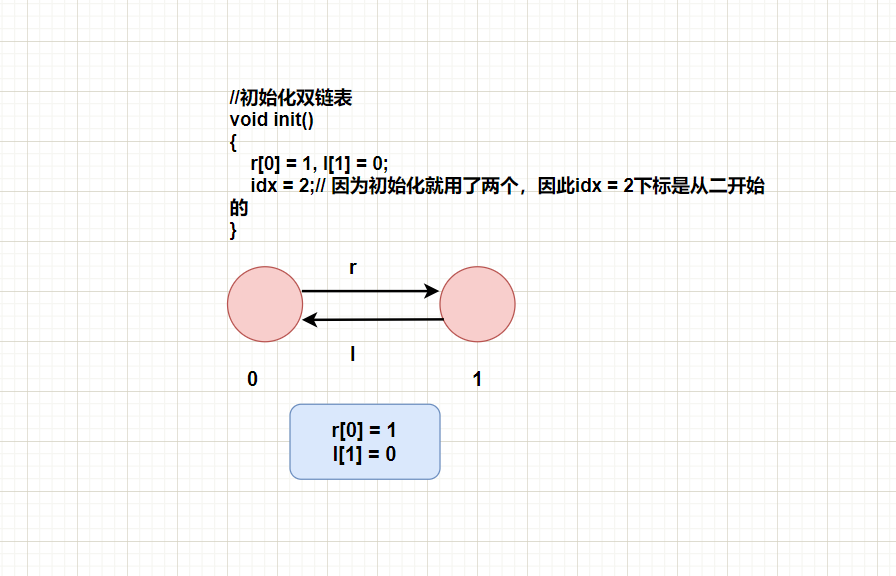 //初始化双链表
void init()
{
r[0] = 1, l[1] = 0;
idx = 2;// 因为初始化就用了两个，因此idx = 2下标是从二开始
的
}
r
l
0
1
r[0] = 1
l[1] = 0